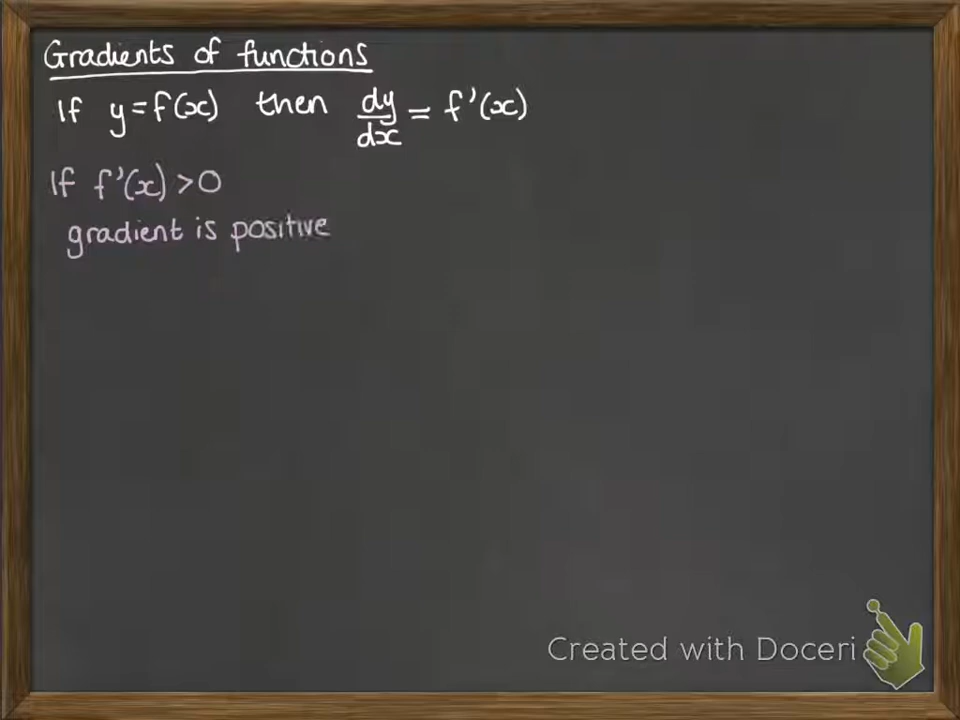 Gradients of functions
If y=f(x) then dy/dx = f'(x)
If f'(x) >0
gradient is positive
Created with Doceri